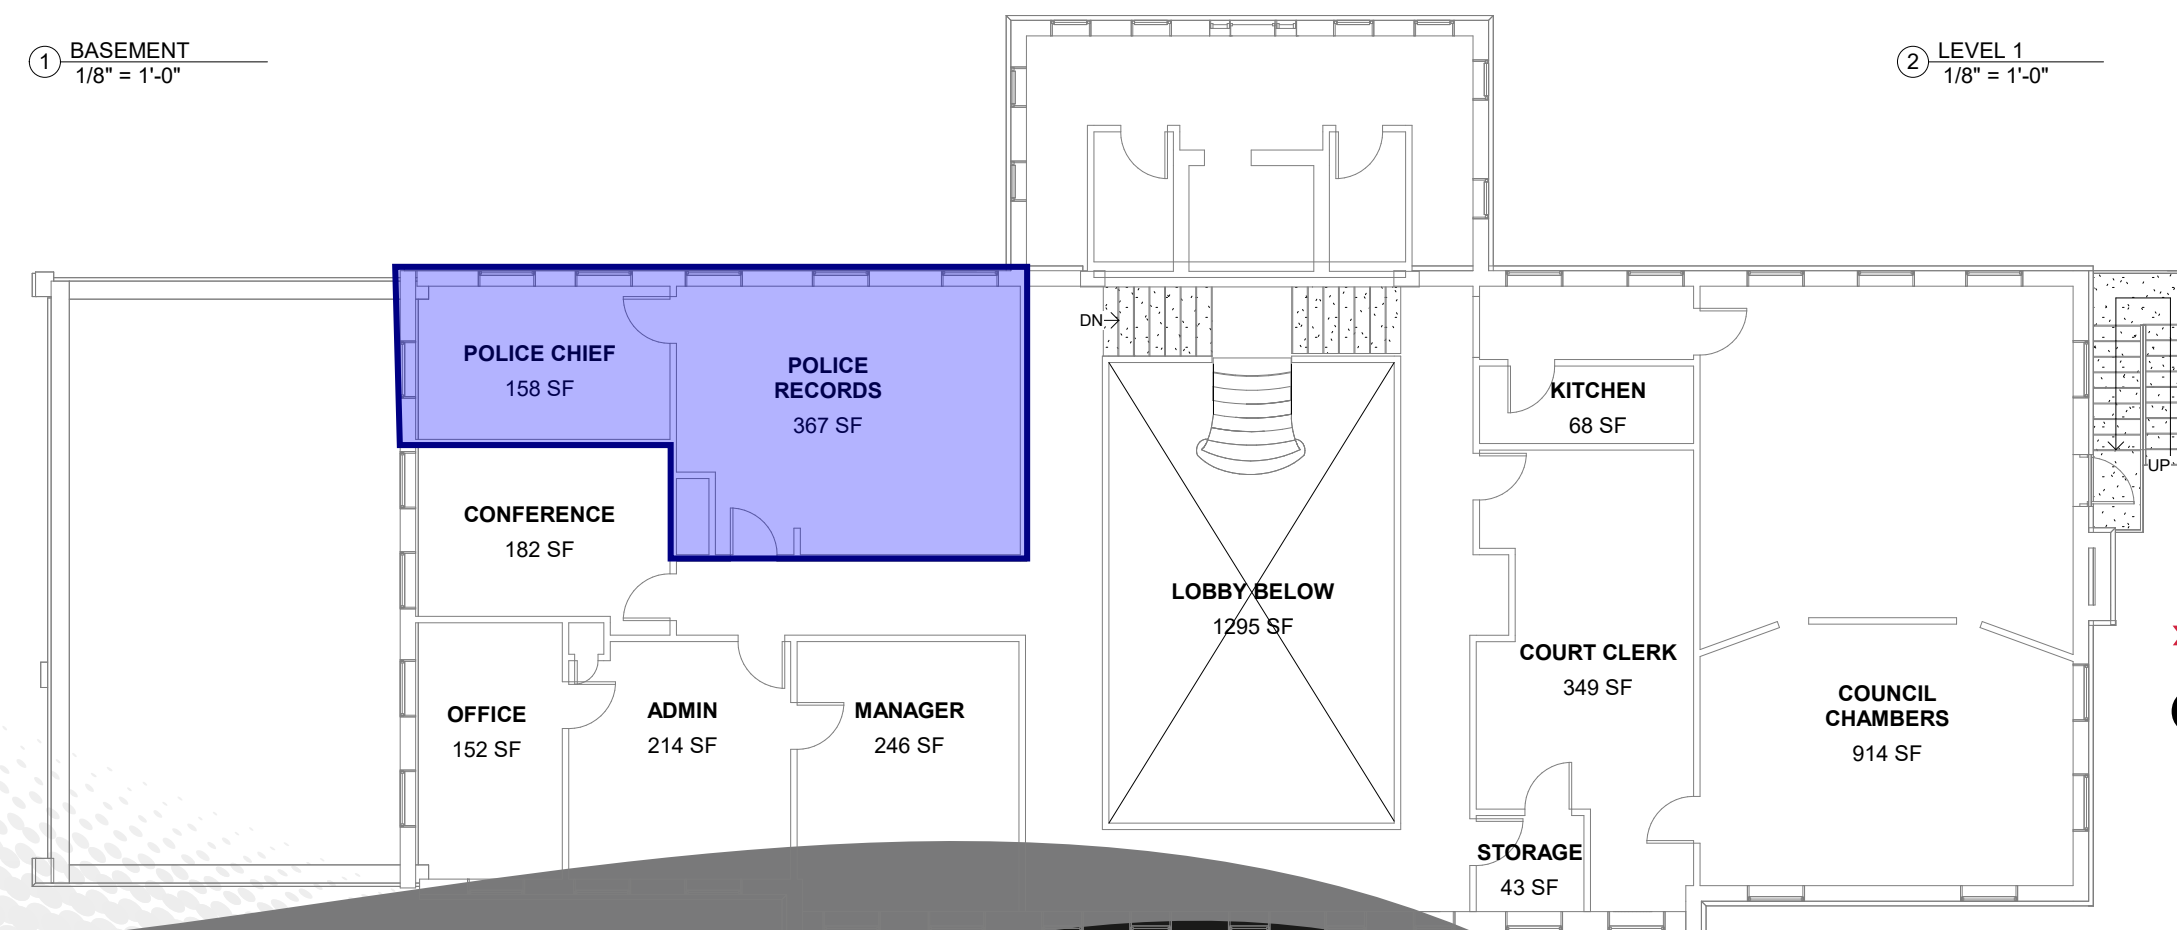 1 BASEMENT
1/8" = 1'-0"
2 LEVEL 1
1/8" = 1'-0"
DN
POLICE CHIEF
158 SF
POLICE
RECORDS
367 SF
KITCHEN
68 SF
UP
CONFERENCE
182 SF
LOBBY BELOW
1295 SF
COURT CLERK
349 SF
COUNCIL
CHAMBERS
914 SF
OFFICE
152 SF
ADMIN
214 SF
MANAGER
246 SF
STORAGE
43 SF